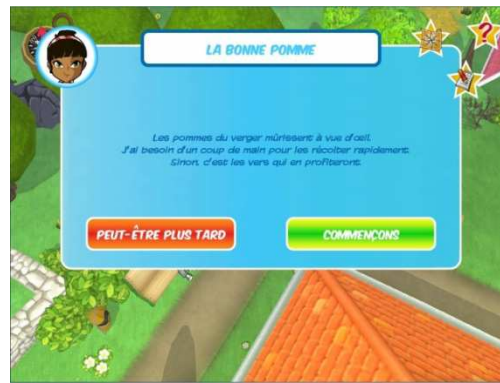 LA BONNE POMME
Les pommes du verger mûrissent à vue d'œil.
J'ai besoin d'un coup de main pour les récolter rapidement.
Sinon, c'est les vers qui en profiteront.
PEUT-ÊTRE PLUS TARD
COMMENÇONS
?